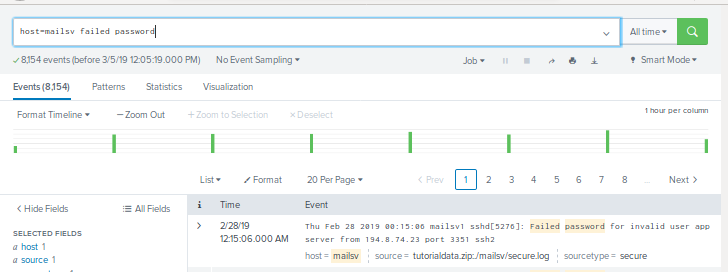 host=mailsv failed password
All time
8,154 events (before 3/5/19 12:05:19.000 PM) No Event Sampling Job Smart Mode
Events (8,154) Patterns Statistics Visualization
Format Timeline — Zoom Out + Zoom to Selection × Deselect 1 hour per column
List Format 20 Per Page < Prev 1 2 3 4 5 6 7 8 ... Next >
< Hide Fields All Fields i Time Event
SELECTED FIELDS
a host 1
a source 1
> 2/28/19 Thu Feb 28 2019 00:15:06 mailsv1 sshd[5276]: Failed password for invalid user app
12:15:06.000 AM server from 194.8.74.23 port 3351 ssh2
host = mailsv source = tutorialdata.zip:/mailsv/secure.log sourcetype = secure